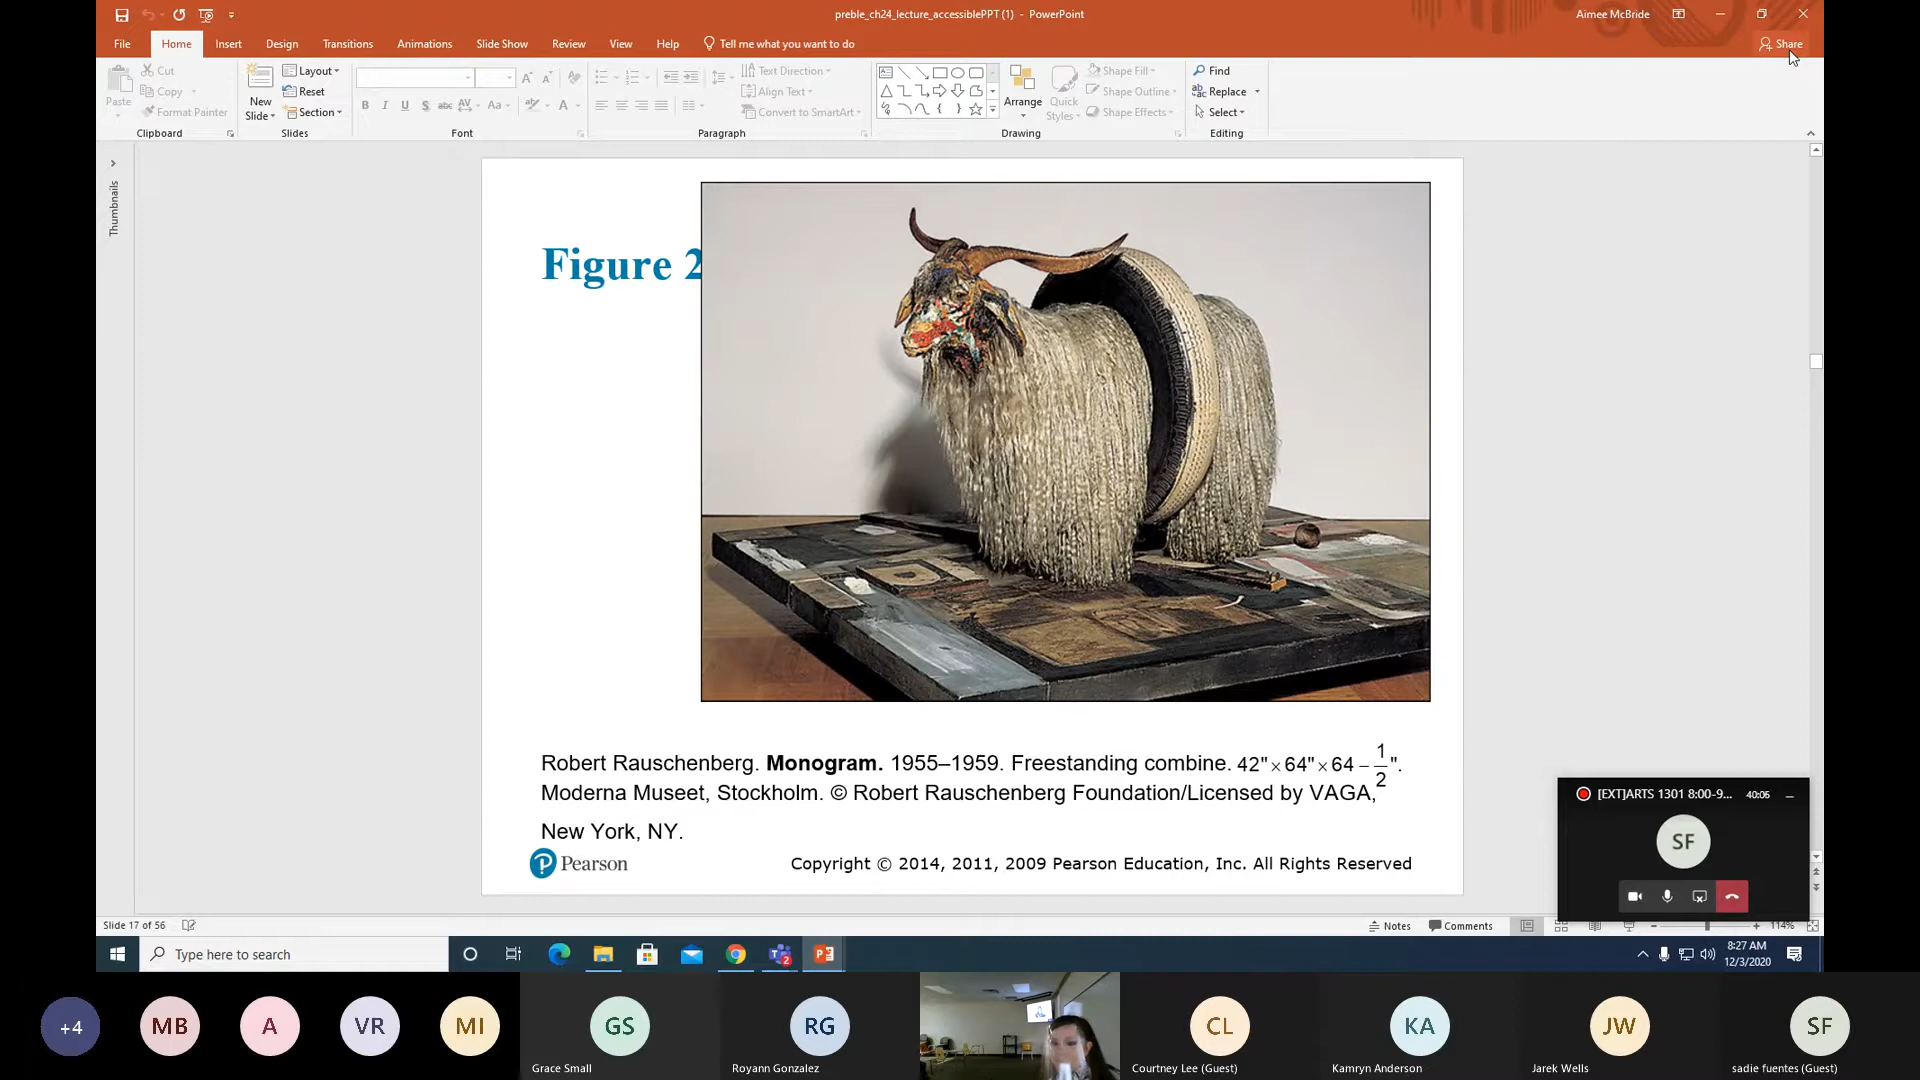 preble_ch24_lecture_accessiblePPT (1) - PowerPoint
Aimee McBride
File Home Insert Design Transitions Animations Slide Show Review View Help Tell me what you want to do
Share
Paste
Cut
Copy
Format Painter
Clipboard
New Slide
Layout
Reset
Section
Slides
B I U S abc AV Aa A
Font
Text Direction
Align Text
Convert to SmartArt
Paragraph
Arrange
Quick Styles
Shape Fill
Shape Outline
Shape Effects
Drawing
Find
Replace
Select
Editing
Thumbnails
Figure 2
Robert Rauschenberg. Monogram. 1955–1959. Freestanding combine. 42"×64"×64–1/2".
Moderna Museet, Stockholm. © Robert Rauschenberg Foundation/Licensed by VAGA,
New York, NY.
Pearson
Copyright © 2014, 2011, 2009 Pearson Education, Inc. All Rights Reserved
[EXT]ARTS 1301 8:00-9... 40:05
SF
Slide 17 of 56
Notes
Comments
114%
Type here to search
2
8:27 AM
12/3/2020
+4
MB
A
VR
MI
GS
Grace Small
RG
Royann Gonzalez
CL
Courtney Lee (Guest)
KA
Kamryn Anderson
JW
Jarek Wells
SF
sadie fuentes (Guest)